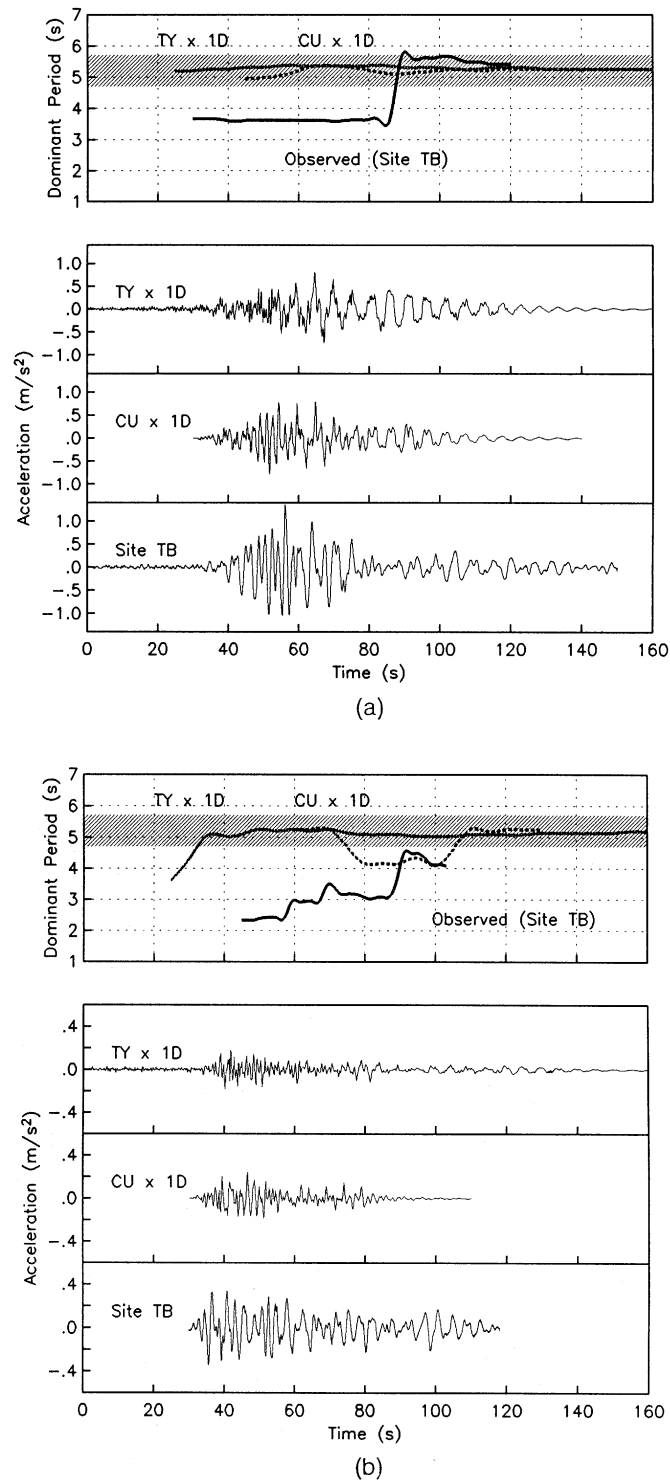 7
6
5
4
3
2
1
Dominant Period (s)
TY x 1D CU x 1D
Observed (Site TB)
Acceleration (m/s²)
1.0
.5
.0
-.5
-1.0
TY x 1D
1.0
.5
.0
-.5
-1.0
CU x 1D
1.0
.5
.0
-.5
-1.0
Site TB
0 20 40 60 80 100 120 140 160
Time (s)
(a)
7
6
5
4
3
2
1
Dominant Period (s)
TY x 1D CU x 1D
Observed (Site TB)
Acceleration (m/s²)
.4
.0
-.4
TY x 1D
.4
.0
-.4
CU x 1D
.4
.0
-.4
Site TB
0 20 40 60 80 100 120 140 160
Time (s)
(b)